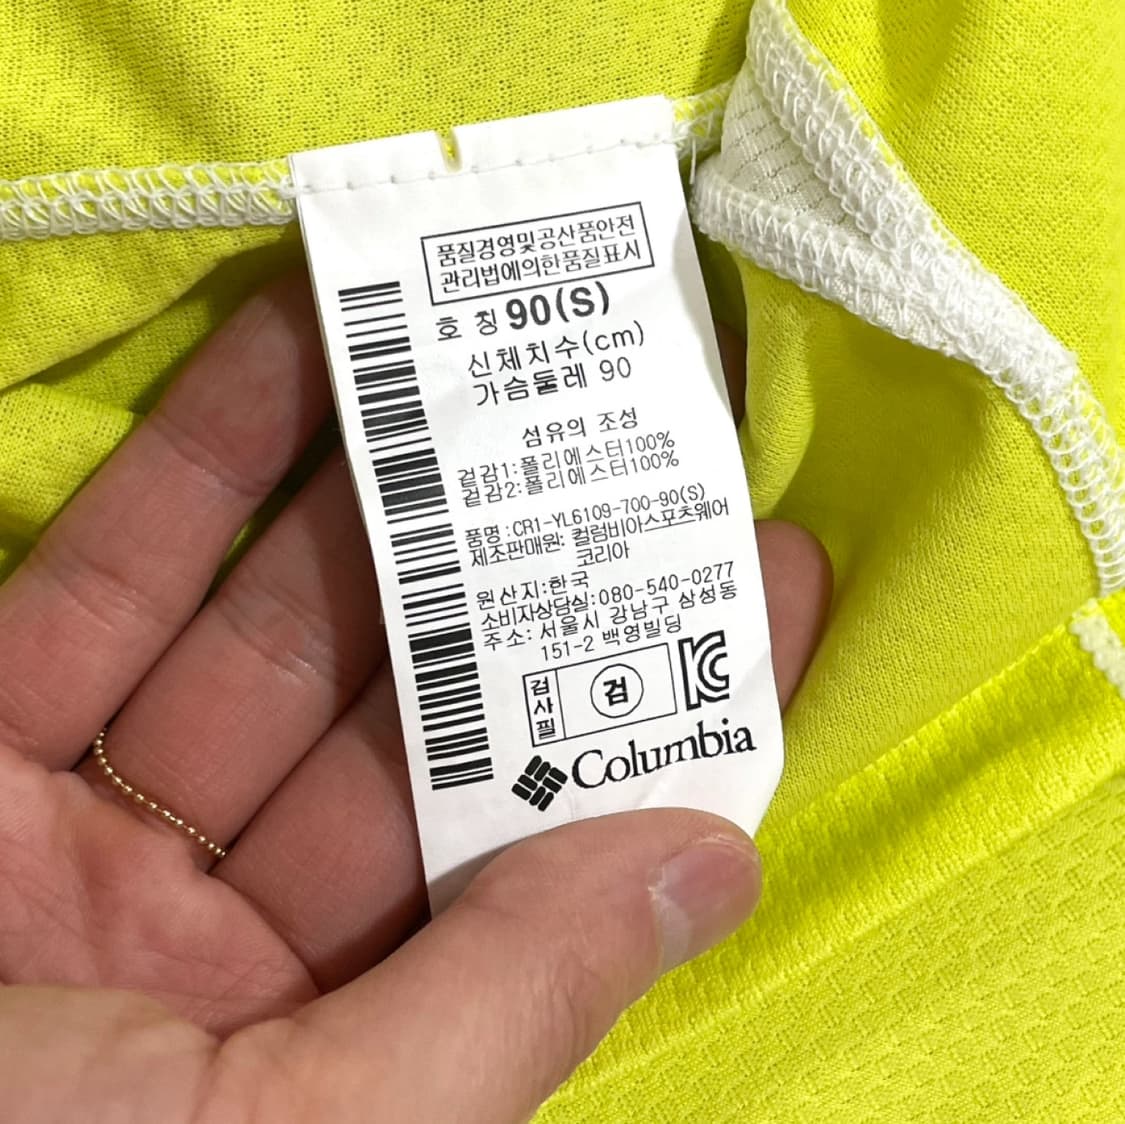 품질경영및공산품안전
관리법에의한품질표시
호 칭 90(S)
신체치수(cm)
가슴둘레 90
섬유의 조성
겉감1:폴리에스터100%
겉감2:폴리에스터100%
품명:CR1-YL6109-700-90(S)
제조판매원: 컬럼비아스포츠웨어
코리아
원산지:한국
소비자상담실:080-540-0277
주소: 서울시 강남구 삼성동
151-2 백영빌딩
검사필
검
KC
Columbia